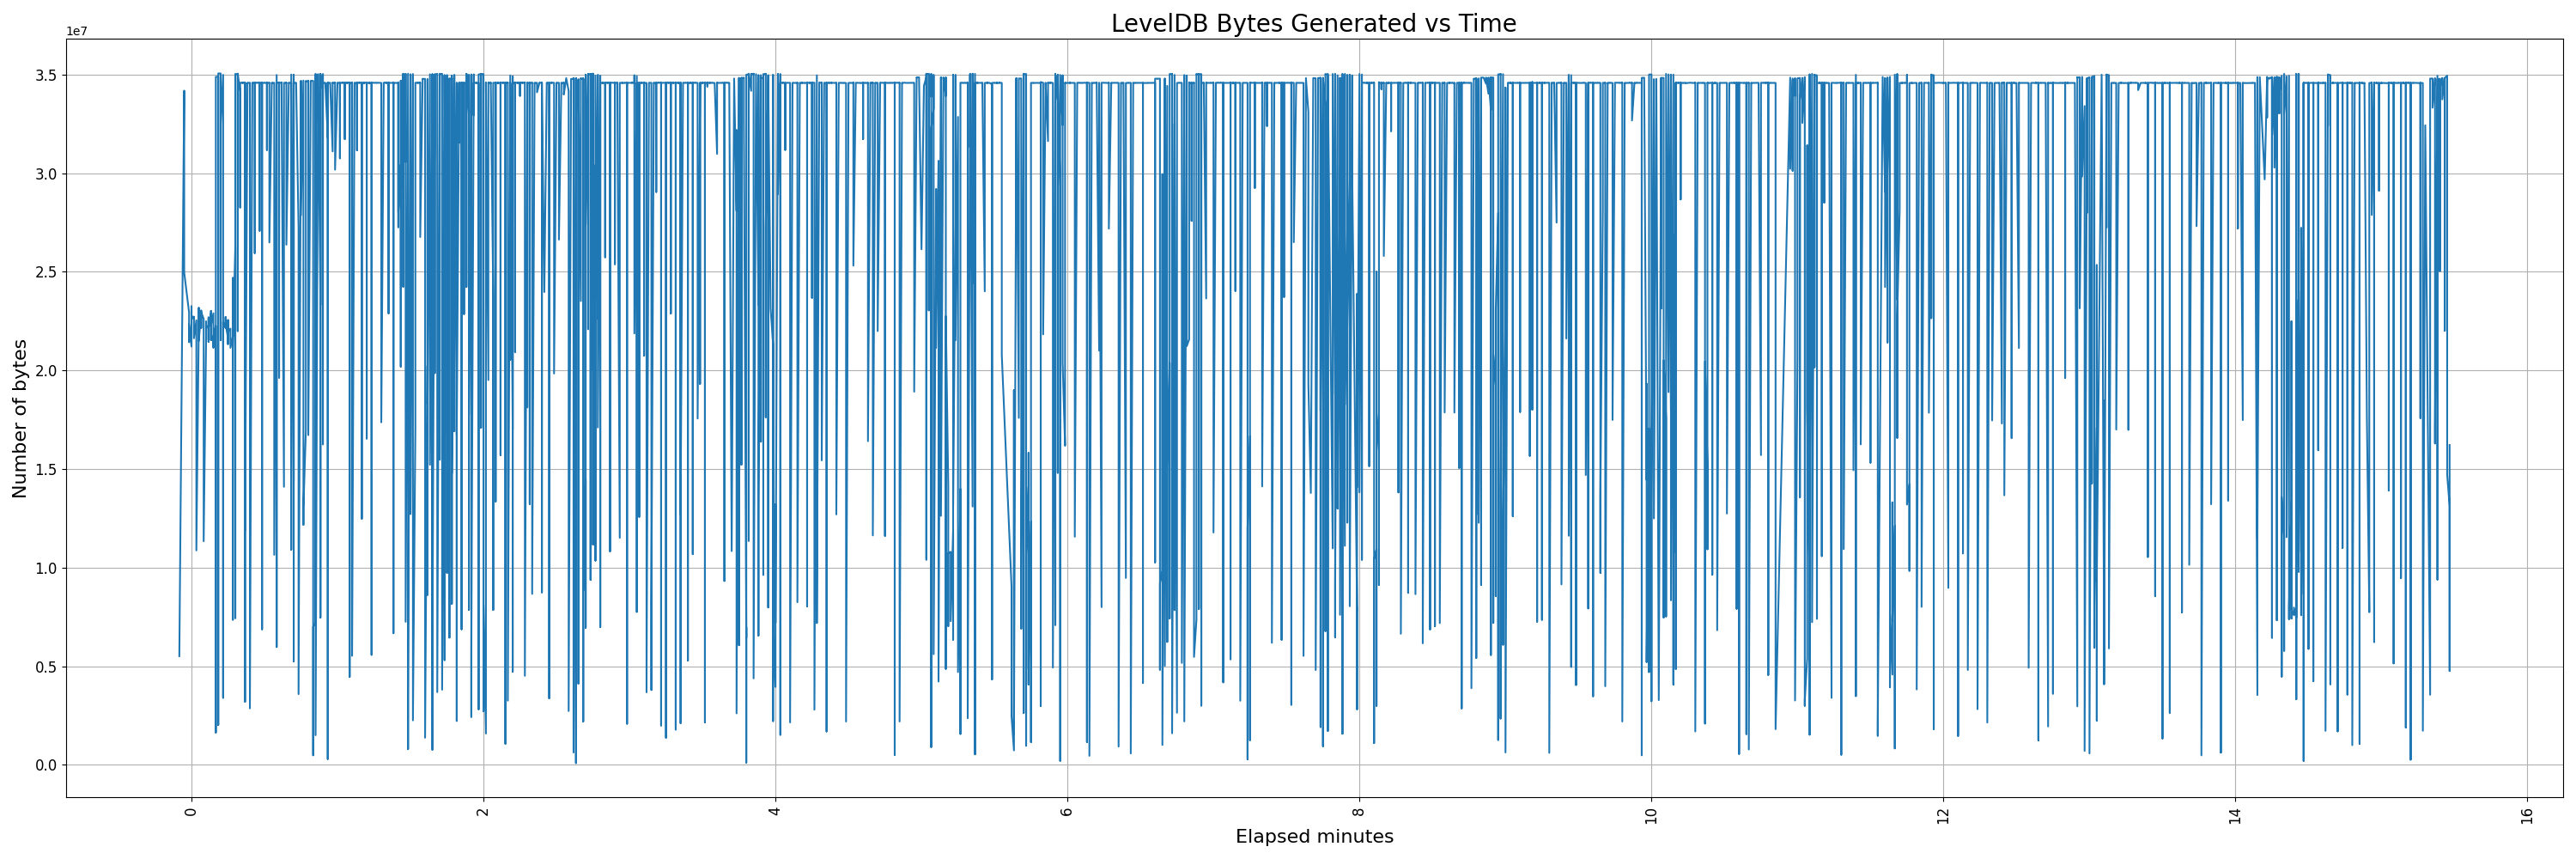 LevelDB Bytes Generated vs Time
1e7
3.5
3.0
2.5
2.0
1.5
1.0
0.5
0.0
Number of bytes
0 2 4 6 8 10 12 14 16
Elapsed minutes